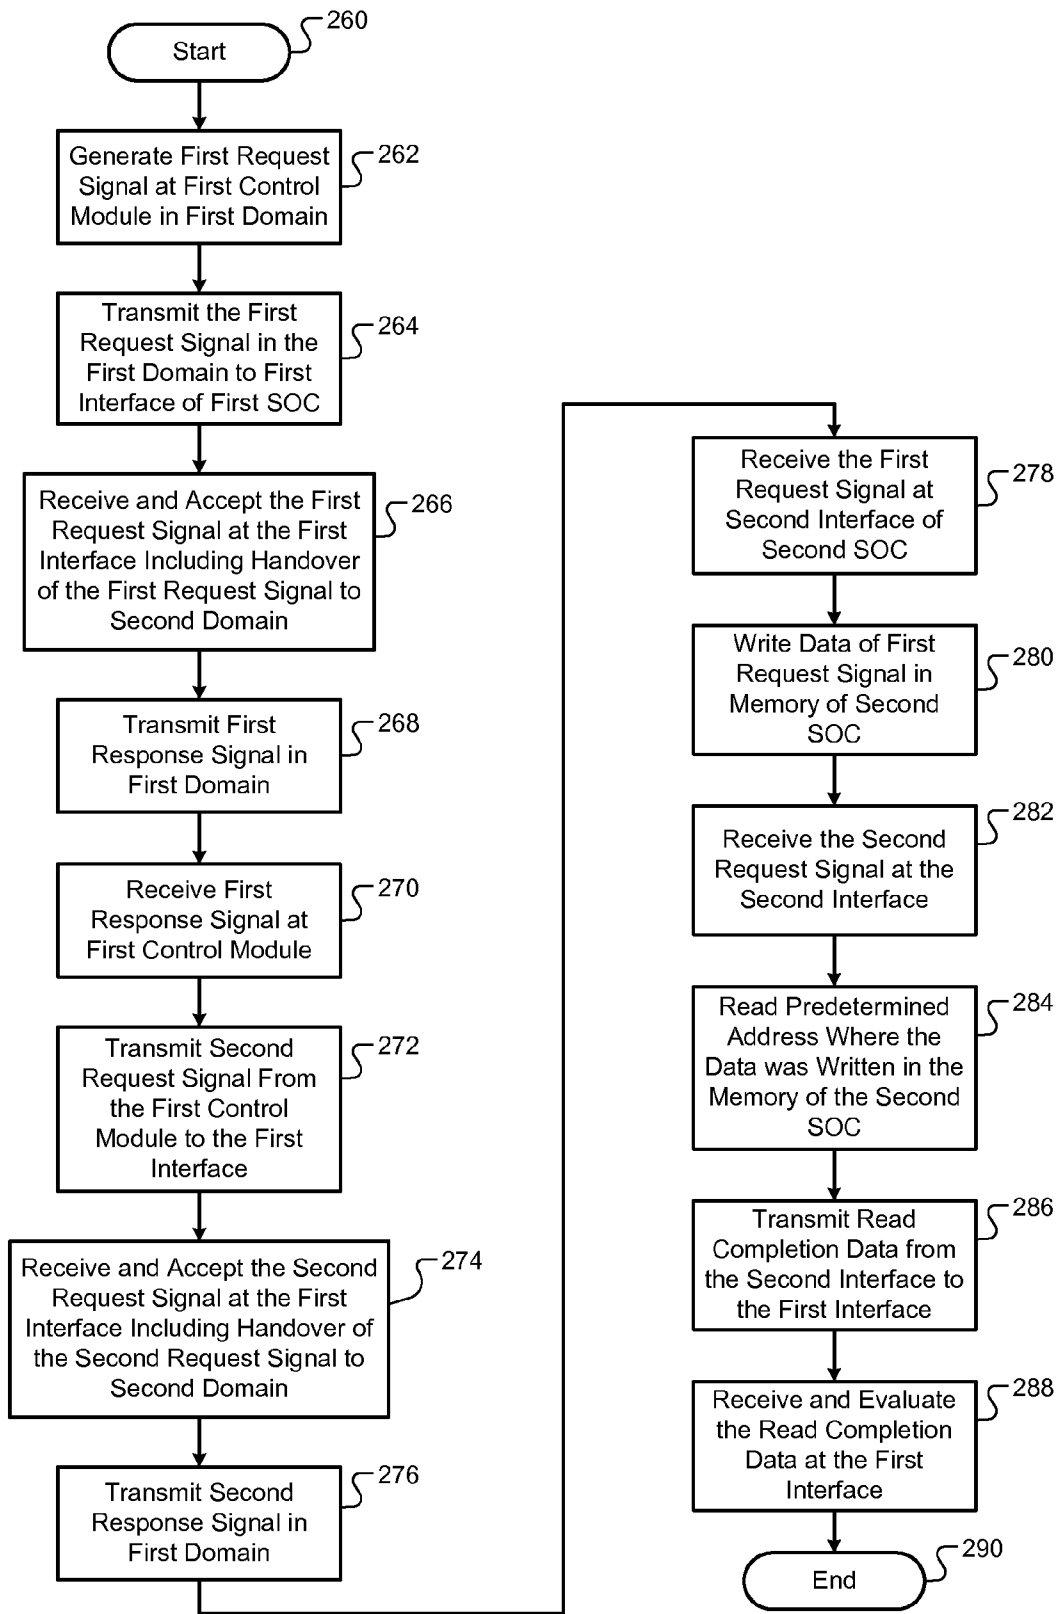 260
Start
Generate First Request
Signal at First Control
Module in First Domain
262
Transmit the First
Request Signal in the
First Domain to First
Interface of First SOC
264
Receive and Accept the First
Request Signal at the First
Interface Including Handover
of the First Request Signal to
Second Domain
266
Transmit First
Response Signal in
First Domain
268
Receive First
Response Signal at
First Control Module
270
Transmit Second
Request Signal From
the First Control
Module to the First
Interface
272
Receive and Accept the Second
Request Signal at the First
Interface Including Handover of
the Second Request Signal to
Second Domain
274
Transmit Second
Response Signal in
First Domain
276
Receive the First
Request Signal at
Second Interface of
Second SOC
278
Write Data of First
Request Signal in
Memory of Second
SOC
280
Receive the Second
Request Signal at the
Second Interface
282
Read Predetermined
Address Where the
Data was Written in the
Memory of the Second
SOC
284
Transmit Read
Completion Data from
the Second Interface to
the First Interface
286
Receive and Evaluate
the Read Completion
Data at the First
Interface
288
End
290